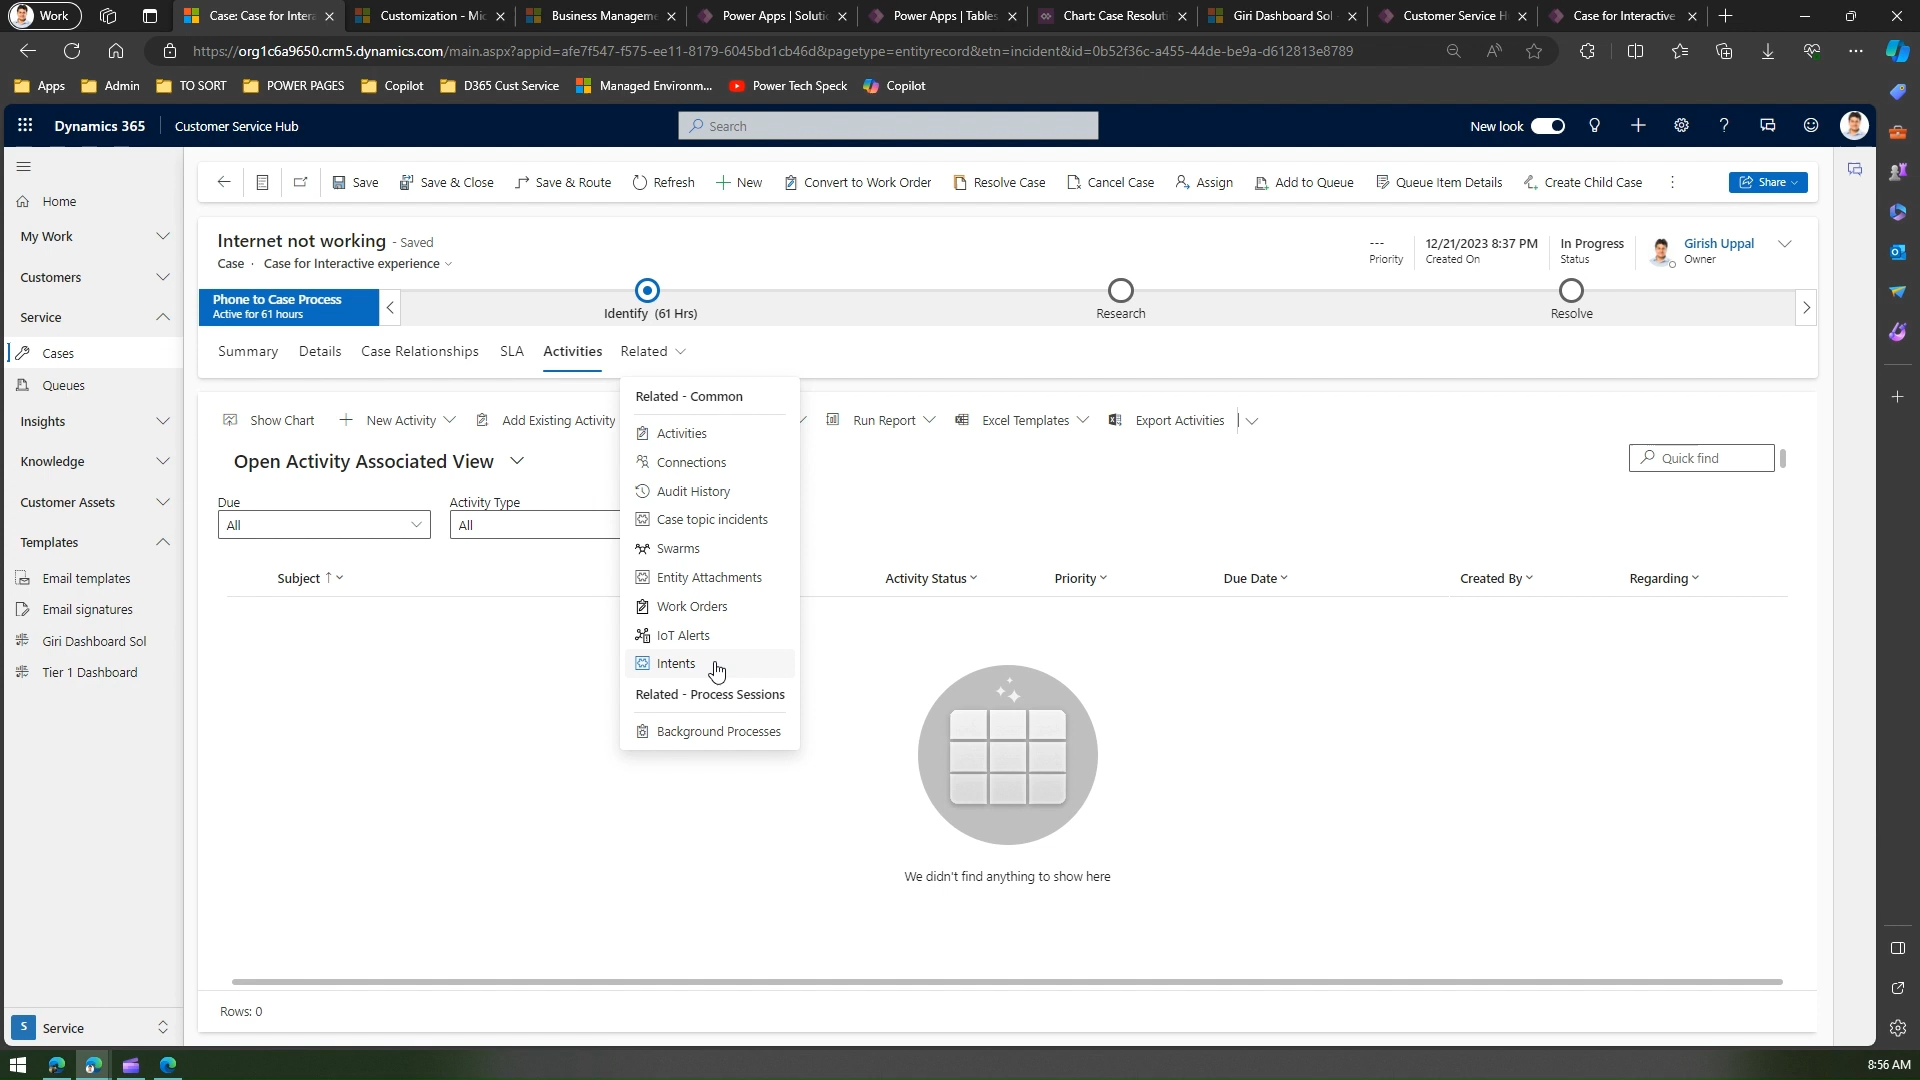 Work
Case: Case for Intera
Customization - Mic
Business Manageme
Power Apps | Soluti
Power Apps | Tables
Chart: Case Resoluti
Giri Dashboard Sol
Customer Service H
Case for Interactive
https://org1c6a9650.crm5.dynamics.com/main.aspx?appid=afe7f547-f575-ee11-8179-6045bd1cb46d&pagetype=entityrecord&etn=incident&id=0b52f36c-a455-44de-be9a-d612813e8789
Apps
Admin
TO SORT
POWER PAGES
Copilot
D365 Cust Service
Managed Environm...
Power Tech Speck
Copilot
Dynamics 365
Customer Service Hub
Search
New look
Home
My Work
Customers
Service
Cases
Queues
Insights
Knowledge
Customer Assets
Templates
Email templates
Email signatures
Giri Dashboard Sol
Tier 1 Dashboard
S Service
Save
Save & Close
Save & Route
Refresh
New
Convert to Work Order
Resolve Case
Cancel Case
Assign
Add to Queue
Queue Item Details
Create Child Case
Share
Internet not working - Saved
Case · Case for Interactive experience
---
Priority
12/21/2023 8:37 PM
Created On
In Progress
Status
Girish Uppal
Owner
Phone to Case Process
Active for 61 hours
Identify (61 Hrs)
Research
Resolve
Summary
Details
Case Relationships
SLA
Activities
Related
Related - Common
Activities
Connections
Audit History
Case topic incidents
Swarms
Entity Attachments
Work Orders
IoT Alerts
Intents
Related - Process Sessions
Background Processes
Show Chart
New Activity
Add Existing Activity
Run Report
Excel Templates
Export Activities
Open Activity Associated View
Quick find
Due
All
Activity Type
All
Subject
Activity Status
Priority
Due Date
Created By
Regarding
We didn't find anything to show here
Rows: 0
8:56 AM